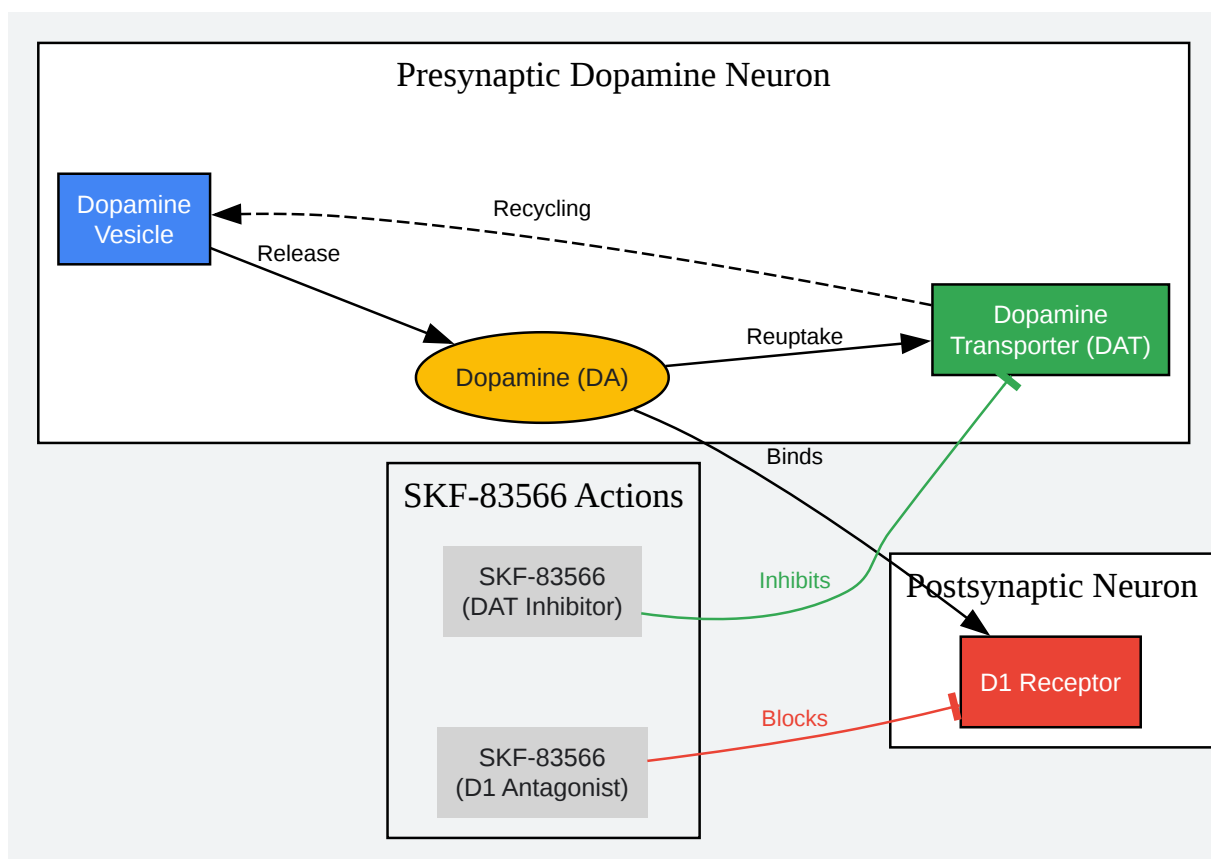 Presynaptic Dopamine Neuron
Dopamine
Vesicle
Recycling
Release
Dopamine
Transporter (DAT)
Reuptake
Dopamine (DA)
Binds
SKF-83566 Actions
SKF-83566
(DAT Inhibitor)
Inhibits
Postsynaptic Neuron
D1 Receptor
Blocks
SKF-83566
(D1 Antagonist)